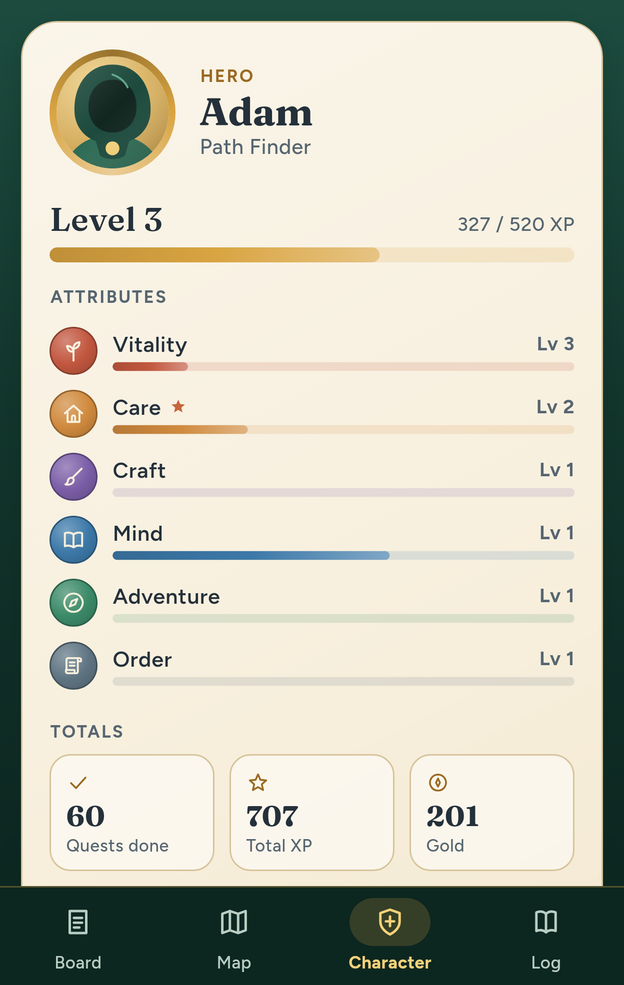 HERO
Adam
Path Finder
Level 3
327 / 520 XP
ATTRIBUTES
Vitality
Lv 3
Care
Lv 2
Craft
Lv 1
Mind
Lv 1
Adventure
Lv 1
Order
Lv 1
TOTALS
60
Quests done
707
Total XP
201
Gold
Board
Map
Character
Log